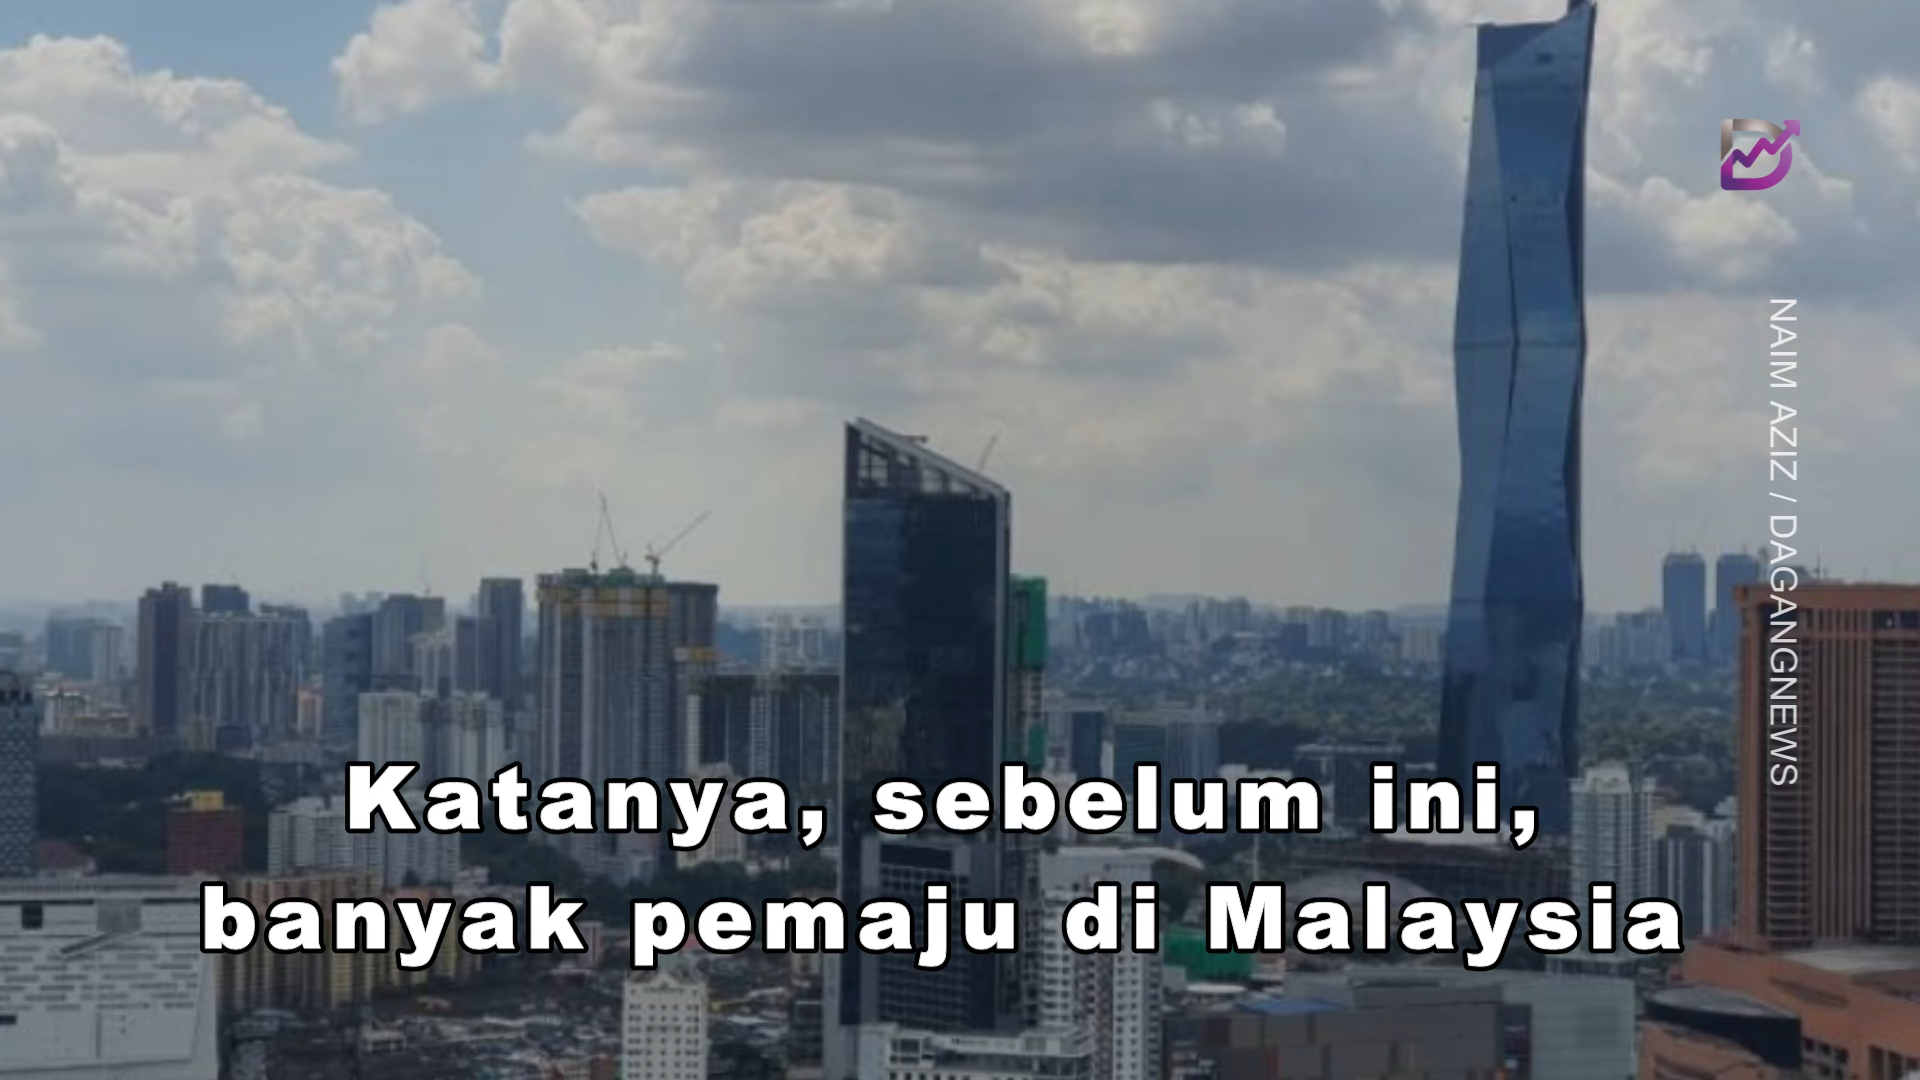 NAIM AZIZ / DAGANGNEWS
Katanya, sebelum ini,
banyak pemaju di Malaysia